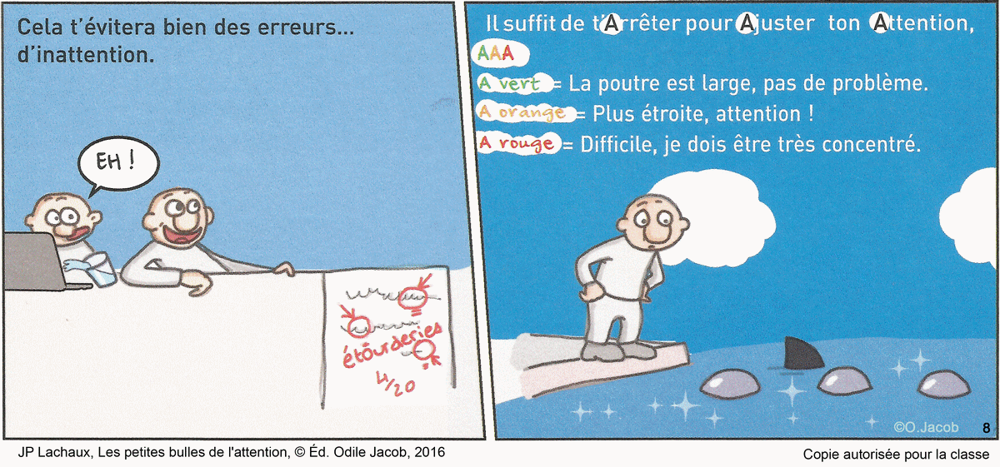 Cela t'évitera bien des erreurs...
d'inattention.
EH !
étourderies
4/20
Il suffit de t'Arrêter pour Ajuster ton Attention,
AAA
A vert = La poutre est large, pas de problème.
A orange = Plus étroite, attention !
A rouge = Difficile, je dois être très concentré.
©O.Jacob
8
JP Lachaux, Les petites bulles de l'attention, © Éd. Odile Jacob, 2016
Copie autorisée pour la classe